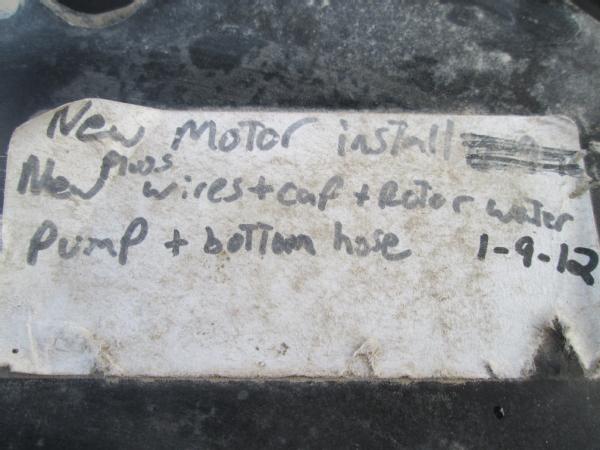 New Motor install
New Plugs wires + cap + Rotor water
Pump + bottom hose 1-9-12